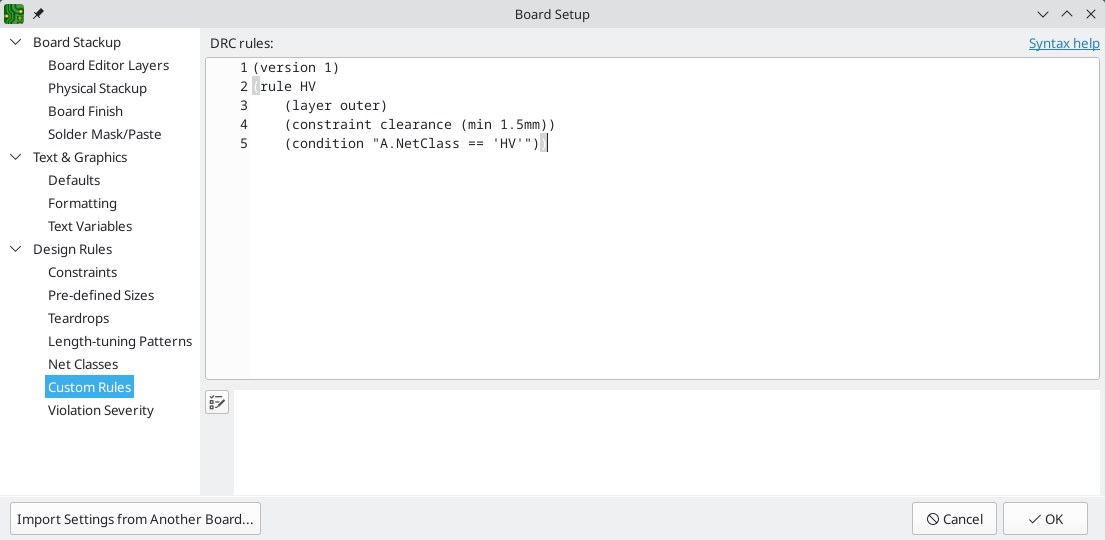 Board Setup
Board Stackup
Board Editor Layers
Physical Stackup
Board Finish
Solder Mask/Paste
Text & Graphics
Defaults
Formatting
Text Variables
Design Rules
Constraints
Pre-defined Sizes
Teardrops
Length-tuning Patterns
Net Classes
Custom Rules
Violation Severity
DRC rules:
Syntax help
1 (version 1)
2 (rule HV
3     (layer outer)
4     (constraint clearance (min 1.5mm))
5     (condition "A.NetClass == 'HV'"))
Import Settings from Another Board...
Cancel
OK